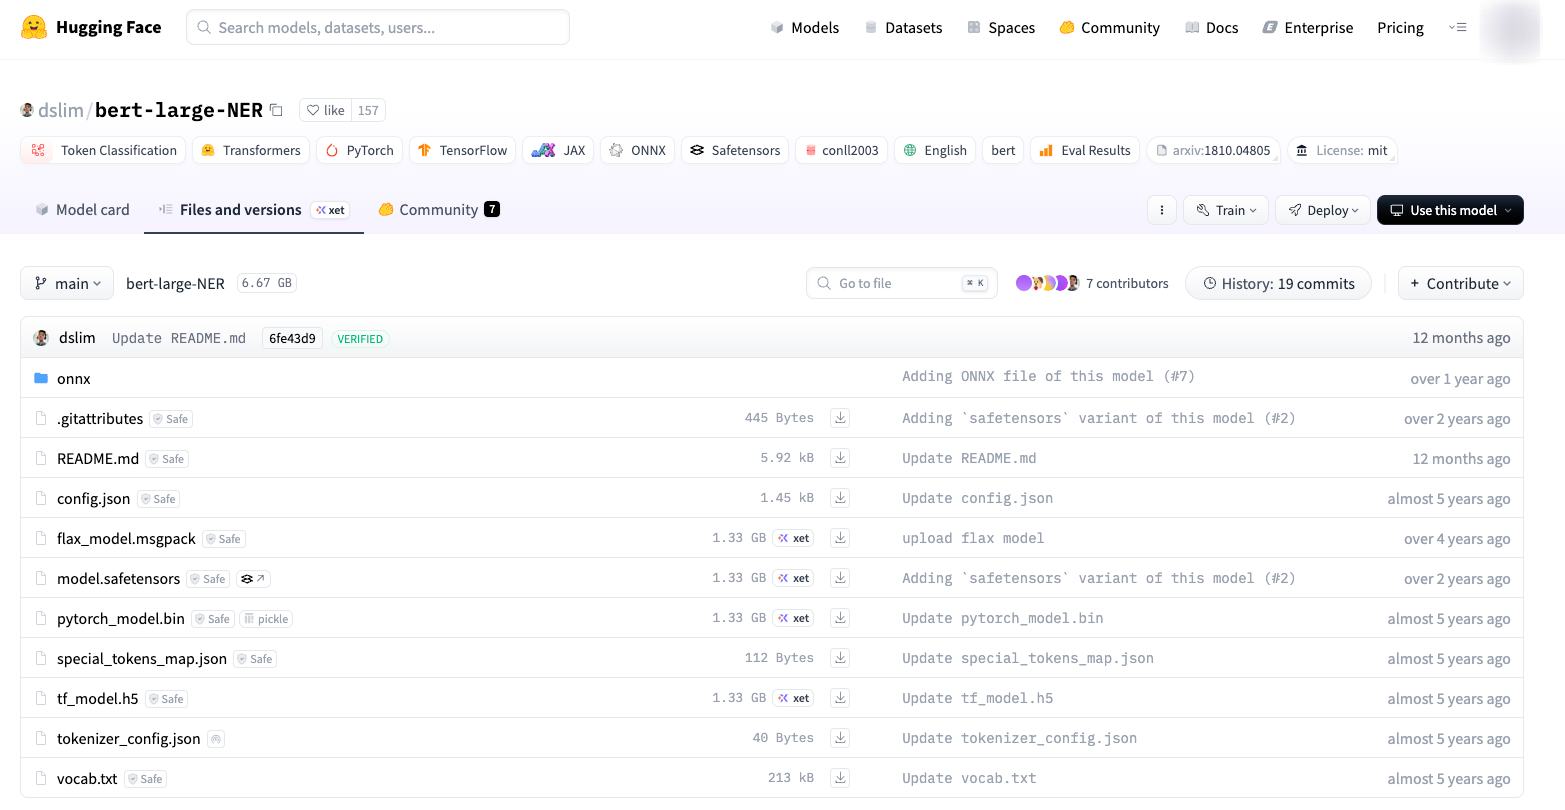 Hugging Face
Search models, datasets, users...
Models
Datasets
Spaces
Community
Docs
Enterprise
Pricing
dslim/bert-large-NER
like 157
Token Classification
Transformers
PyTorch
TensorFlow
JAX
ONNX
Safetensors
conll2003
English
bert
Eval Results
arxiv:1810.04805
License: mit
Model card
Files and versions
xet
Community 7
Train
Deploy
Use this model
main
bert-large-NER 6.67 GB
Go to file ⌘ K
7 contributors
History: 19 commits
+ Contribute
dslim Update README.md 6fe43d9 VERIFIED 12 months ago
onnx Adding ONNX file of this model (#7) over 1 year ago
.gitattributes Safe 445 Bytes Adding `safetensors` variant of this model (#2) over 2 years ago
README.md Safe 5.92 kB Update README.md 12 months ago
config.json Safe 1.45 kB Update config.json almost 5 years ago
flax_model.msgpack Safe 1.33 GB xet upload flax model over 4 years ago
model.safetensors Safe 1.33 GB xet Adding `safetensors` variant of this model (#2) over 2 years ago
pytorch_model.bin Safe pickle 1.33 GB xet Update pytorch_model.bin almost 5 years ago
special_tokens_map.json Safe 112 Bytes Update special_tokens_map.json almost 5 years ago
tf_model.h5 Safe 1.33 GB xet Update tf_model.h5 almost 5 years ago
tokenizer_config.json 40 Bytes Update tokenizer_config.json almost 5 years ago
vocab.txt Safe 213 kB Update vocab.txt almost 5 years ago